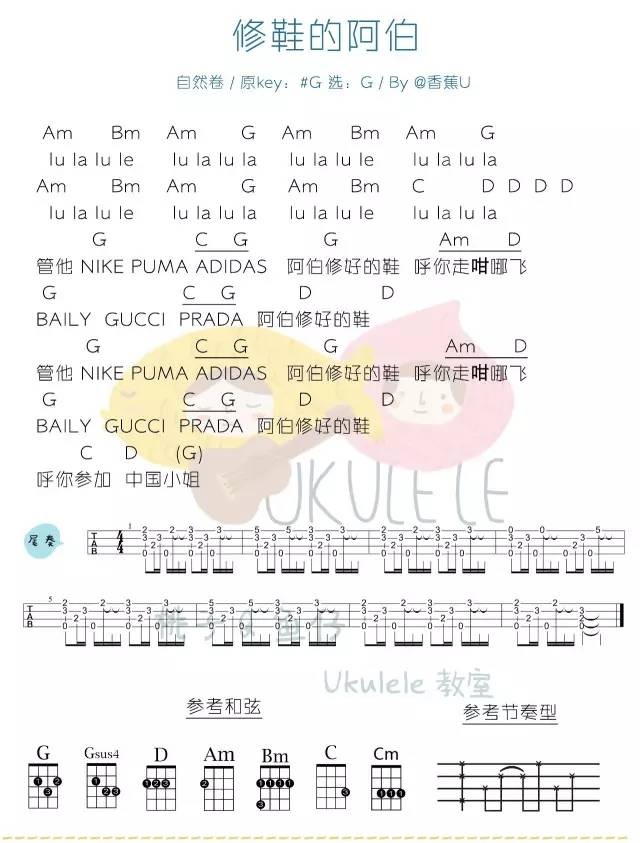 修鞋的阿伯
自然卷 / 原key：#G 选：G / By @香蕉U
Am Bm Am G Am Bm Am G
lu la lu le lu la lu la lu la lu le lu la lu la
Am Bm Am G Am Bm C D D D D
lu la lu le lu la lu la lu la lu le lu la lu la
G C G G Am D
管他 NIKE PUMA ADIDAS 阿伯修好的鞋 呼你走咁哪飞
G C G D D
BAILY GUCCI PRADA 阿伯修好的鞋
G C G G Am D
管他 NIKE PUMA ADIDAS 阿伯修好的鞋 呼你走咁哪飞
G C G D D
BAILY GUCCI PRADA 阿伯修好的鞋
C D (G)
呼你参加 中国小姐
UKULELE
尾奏
桃子&鱼仔
Ukulele 教室
参考和弦 参考节奏型
G Gsus4 D Am Bm C Cm